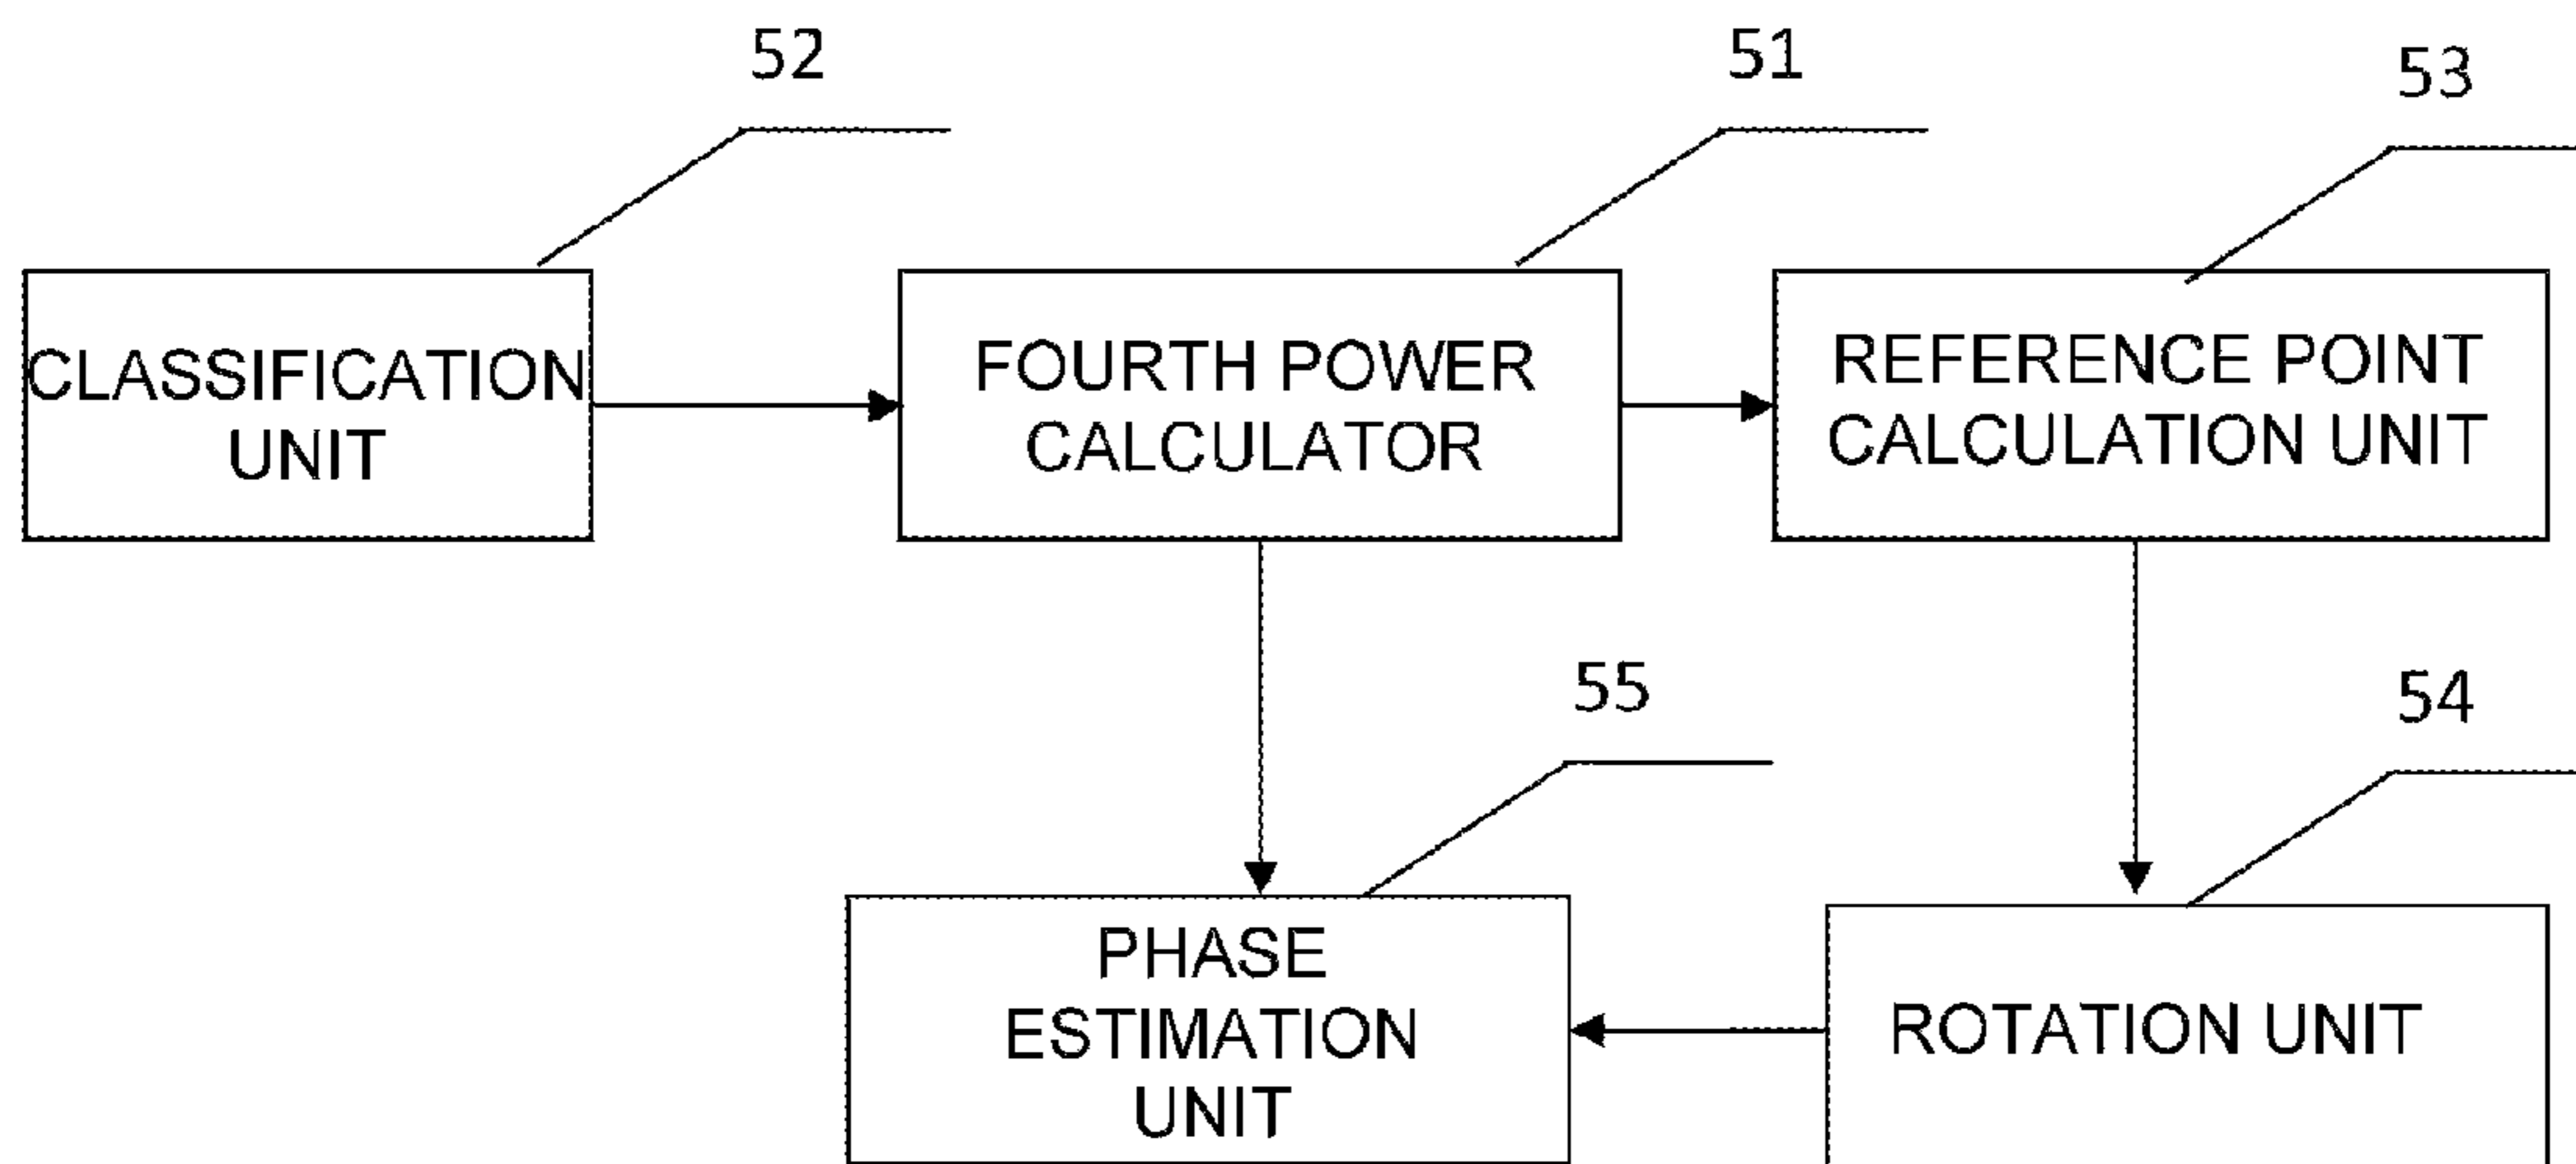 52
51
53
CLASSIFICATION
UNIT
FOURTH POWER
CALCULATOR
REFERENCE POINT
CALCULATION UNIT
55
54
PHASE
ESTIMATION
UNIT
ROTATION UNIT